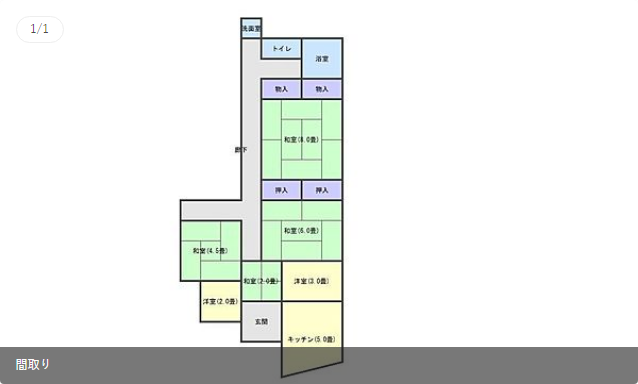 1/1
洗面室
トイレ
浴室
物入
物入
和室(8.0畳)
廊下
押入
押入
和室(6.0畳)
和室(4.5畳)
和室(2.0畳)
洋室(3.0畳)
洋室(2.0畳)
玄関
キッチン(5.0畳)
間取り